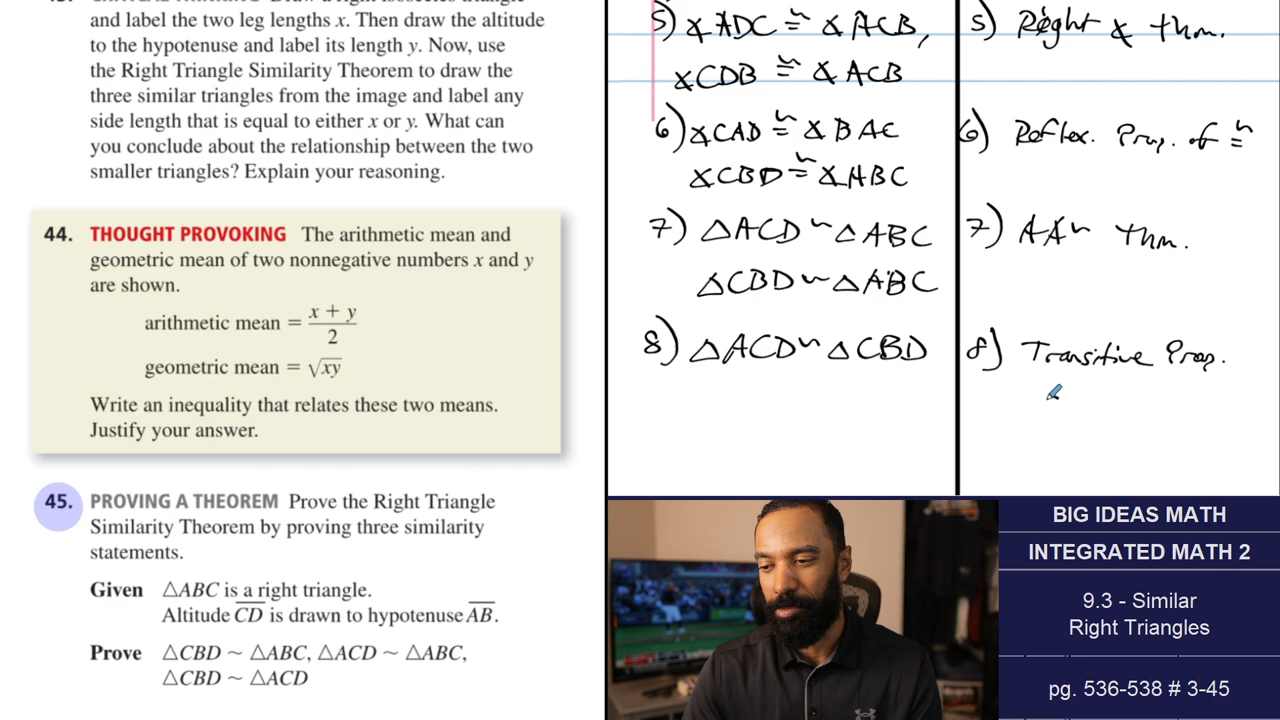 and label the two leg lengths x. Then draw the altitude
to the hypotenuse and label its length y. Now, use
the Right Triangle Similarity Theorem to draw the
three similar triangles from the image and label any
side length that is equal to either x or y. What can
you conclude about the relationship between the two
smaller triangles? Explain your reasoning.
44. THOUGHT PROVOKING The arithmetic mean and
geometric mean of two nonnegative numbers x and y
are shown.
arithmetic mean = x + y / 2
geometric mean = √xy
Write an inequality that relates these two means.
Justify your answer.
45. PROVING A THEOREM Prove the Right Triangle
Similarity Theorem by proving three similarity
statements.
Given △ABC is a right triangle.
Altitude CD is drawn to hypotenuse AB.
Prove △CBD ~ △ABC, △ACD ~ △ABC,
△CBD ~ △ACD
5) ∡ADC ≅ ∡ACB,
∡CDB ≅ ∡ACB
6) ∡CAD ≅ ∡BAC
∡CBD ≅ ∡ABC
7) △ACD ~ △ABC
△CBD ~ △ABC
8) △ACD ~ △CBD
5) Right ∡ thm.
6) Reflex. Prop. of ≅
7) AA~ thm.
8) Transitive Prop.
BIG IDEAS MATH
INTEGRATED MATH 2
9.3 - Similar
Right Triangles
pg. 536-538 # 3-45